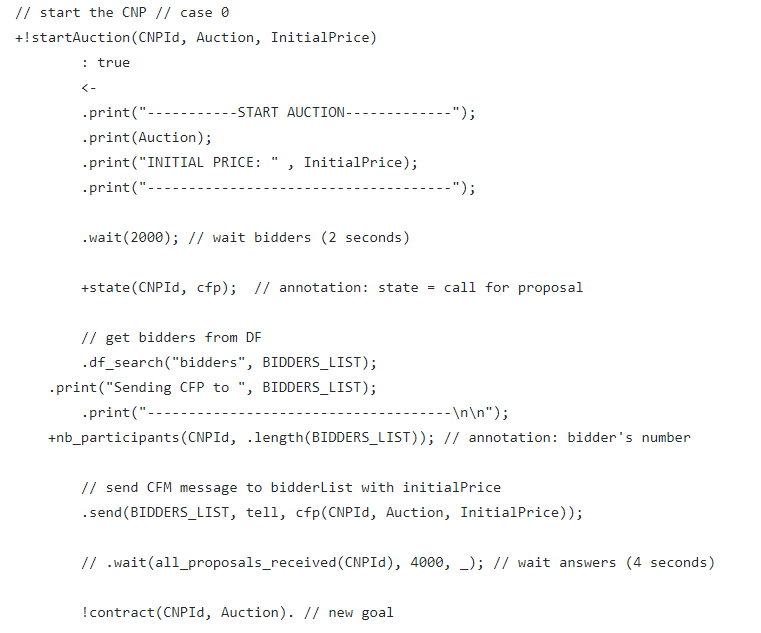 // start the CNP // case 0
+!startAuction(CNPId, Auction, InitialPrice)
: true
<-
.print("-----------START AUCTION-------------");
.print(Auction);
.print("INITIAL PRICE: " , InitialPrice);
.print("-------------------------------------");
.wait(2000); // wait bidders (2 seconds)
+state(CNPId, cfp);  // annotation: state = call for proposal
// get bidders from DF
.df_search("bidders", BIDDERS_LIST);
.print("Sending CFP to ", BIDDERS_LIST);
.print("-------------------------------------\n\n");
+nb_participants(CNPId, .length(BIDDERS_LIST)); // annotation: bidder's number
// send CFM message to bidderList with initialPrice
.send(BIDDERS_LIST, tell, cfp(CNPId, Auction, InitialPrice));
// .wait(all_proposals_received(CNPId), 4000, _); // wait answers (4 seconds)
!contract(CNPId, Auction). // new goal